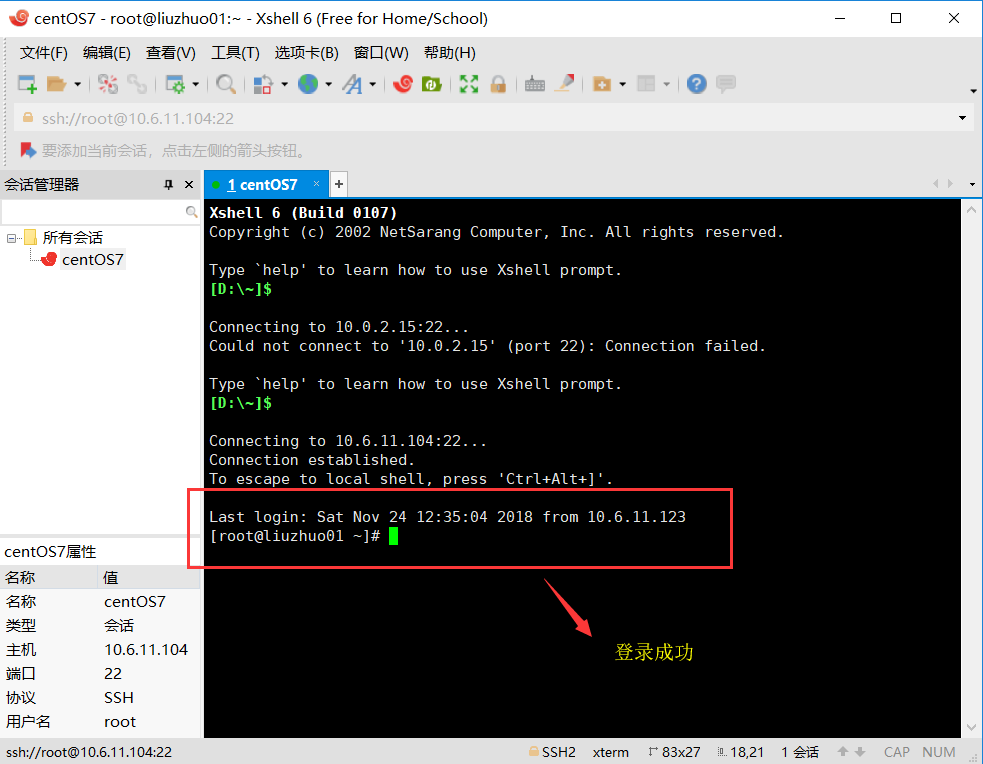 centOS7 - root@liuzhuo01:~ - Xshell 6 (Free for Home/School)
文件(F) 编辑(E) 查看(V) 工具(T) 选项卡(B) 窗口(W) 帮助(H)
ssh://root@10.6.11.104:22
要添加当前会话，点击左侧的箭头按钮。
会话管理器
1 centOS7
所有会话
centOS7
Xshell 6 (Build 0107)
Copyright (c) 2002 NetSarang Computer, Inc. All rights reserved.
Type `help' to learn how to use Xshell prompt.
[D:\~]$
Connecting to 10.0.2.15:22...
Could not connect to '10.0.2.15' (port 22): Connection failed.
Type `help' to learn how to use Xshell prompt.
[D:\~]$
Connecting to 10.6.11.104:22...
Connection established.
To escape to local shell, press 'Ctrl+Alt+]'.
Last login: Sat Nov 24 12:35:04 2018 from 10.6.11.123
[root@liuzhuo01 ~]#
登录成功
centOS7属性
名称 值
名称 centOS7
类型 会话
主机 10.6.11.104
端口 22
协议 SSH
用户名 root
ssh://root@10.6.11.104:22 SSH2 xterm 83x27 18,21 1 会话 CAP NUM